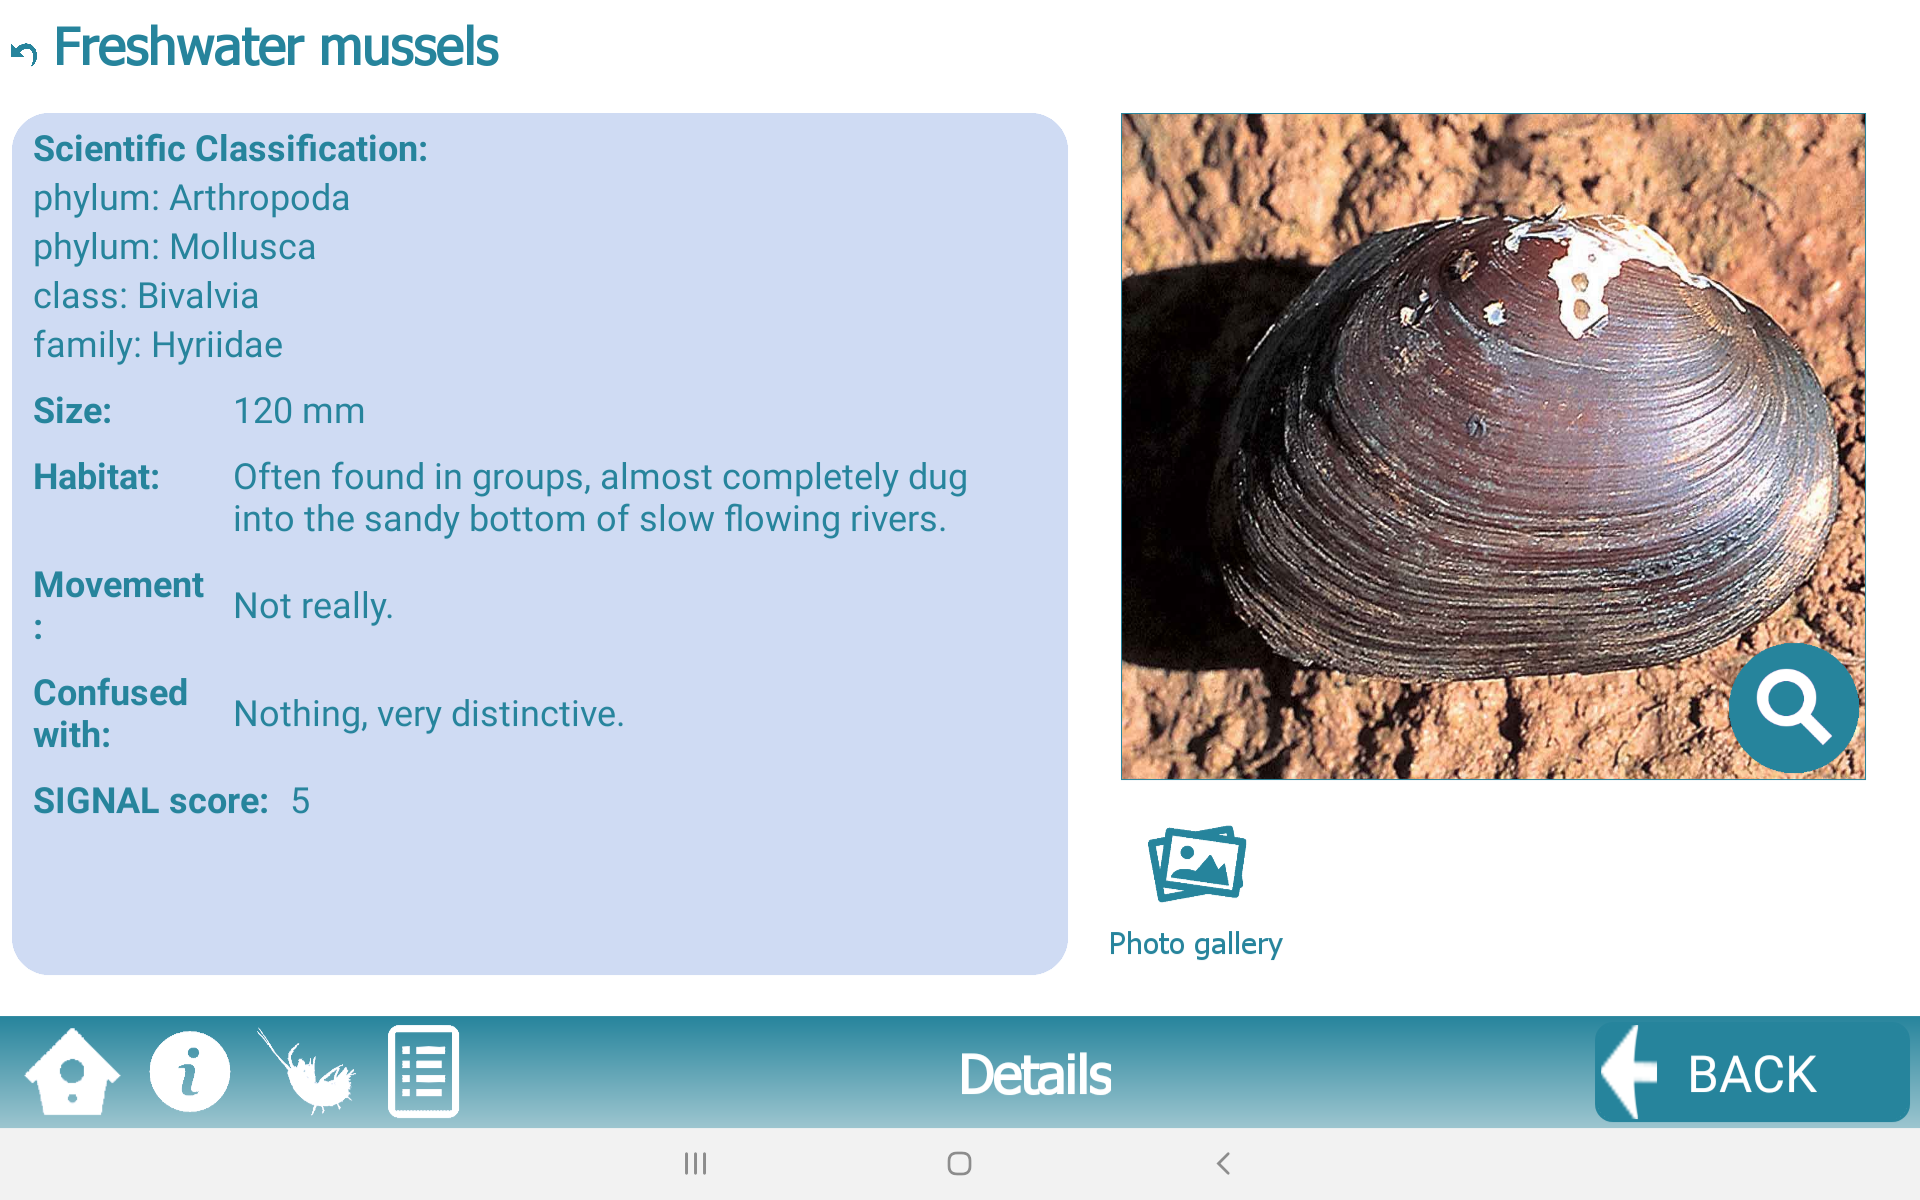 Freshwater mussels
Scientific Classification:
phylum: Arthropoda
phylum: Mollusca
class: Bivalvia
family: Hyriidae
Size: 120 mm
Habitat: Often found in groups, almost completely dug
into the sandy bottom of slow flowing rivers.
Movement
:
Not really.
Confused
with:
Nothing, very distinctive.
SIGNAL score: 5
Photo gallery
i
Details
BACK